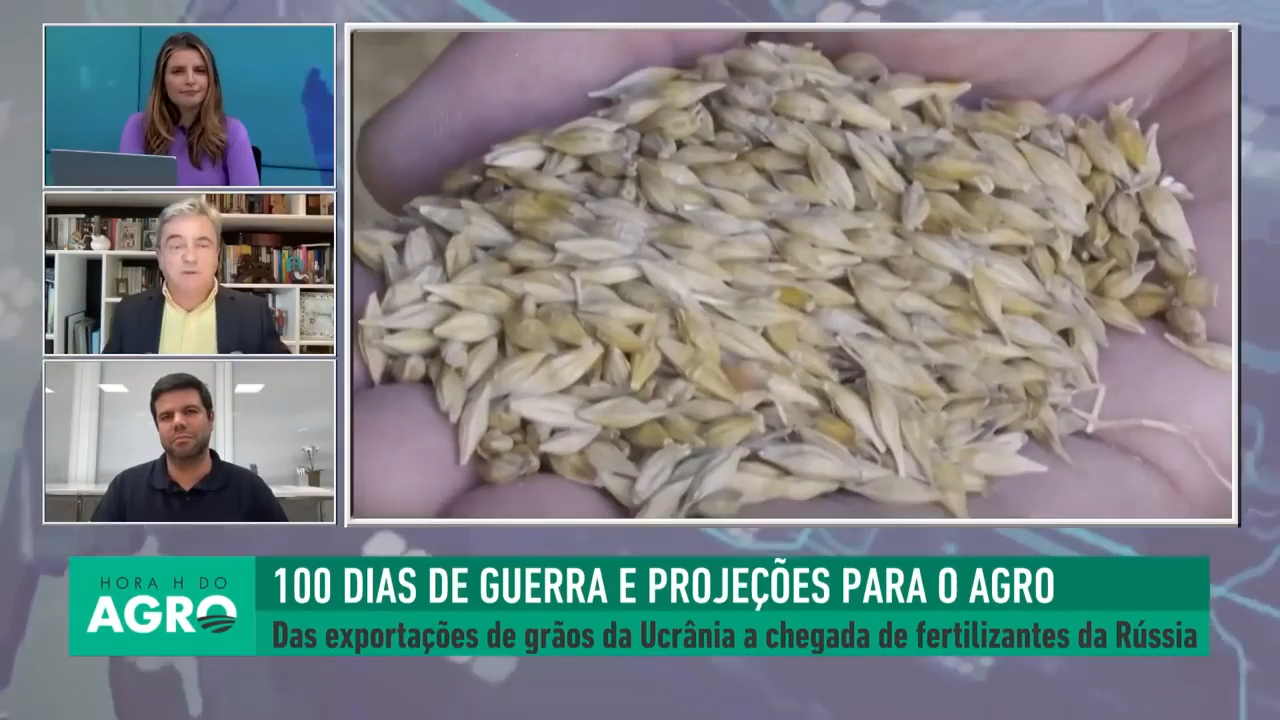 HORA H DO
AGRO
100 DIAS DE GUERRA E PROJEÇÕES PARA O AGRO
Das exportações de grãos da Ucrânia a chegada de fertilizantes da Rússia